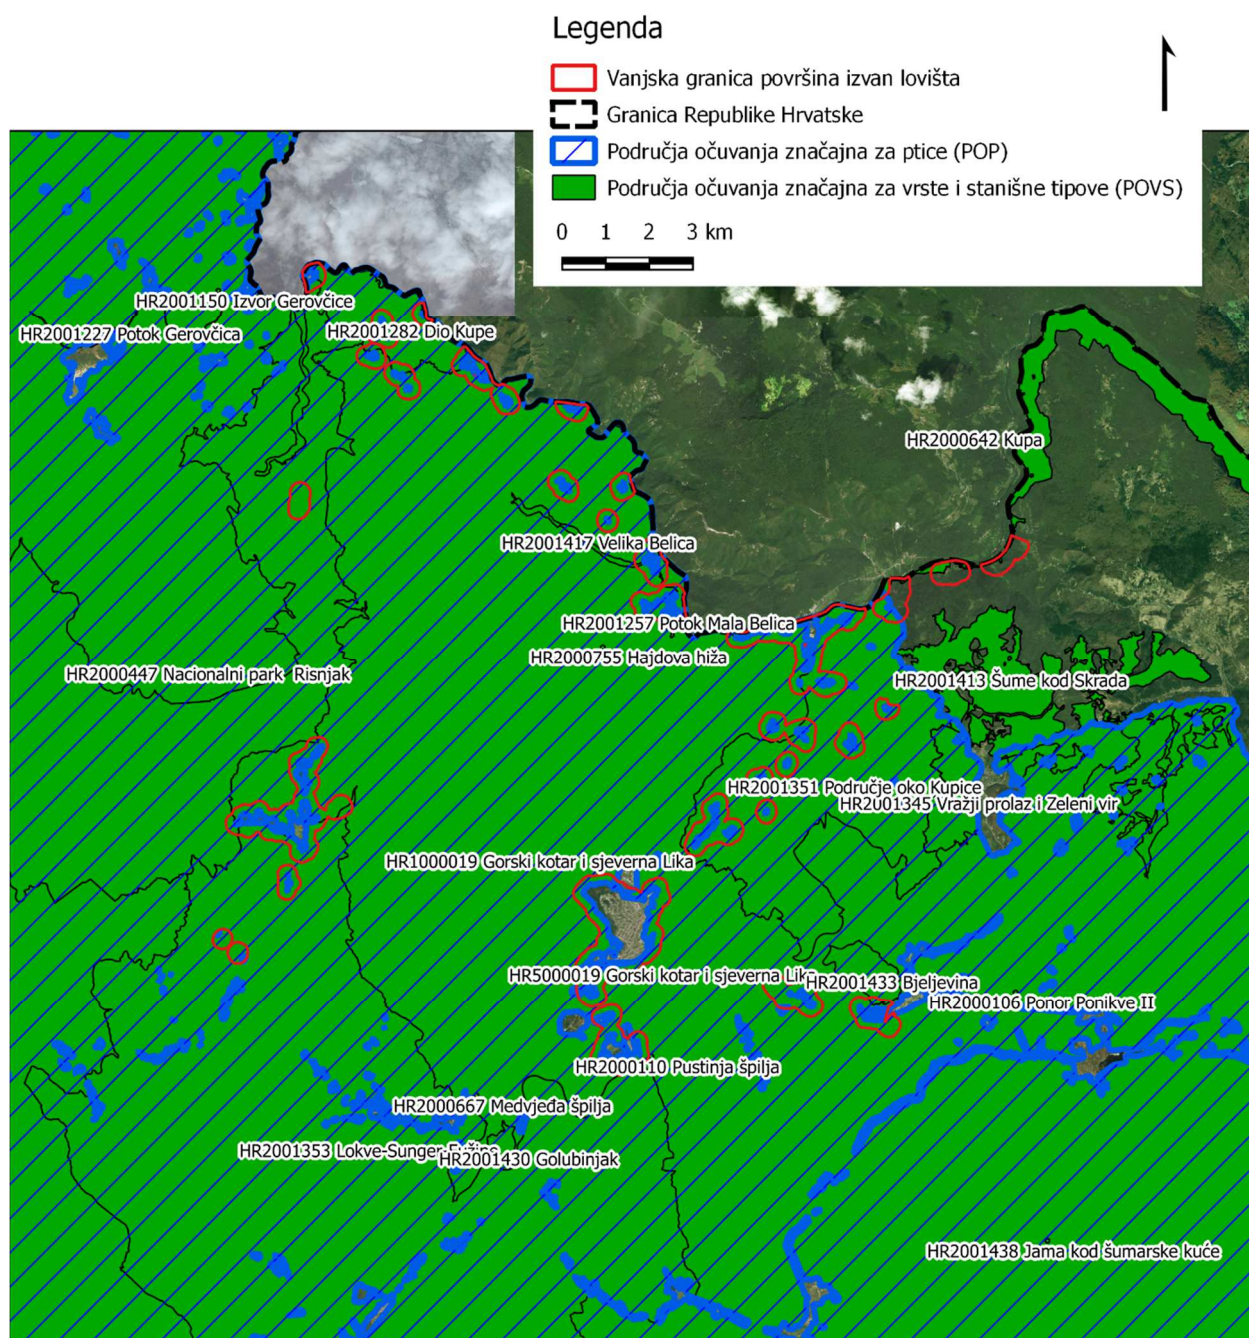 Legenda
Vanjska granica površina izvan lovišta
Granica Republike Hrvatske
Područja očuvanja značajna za ptice (POP)
Područja očuvanja značajna za vrste i stanišne tipove (POVS)
0 1 2 3 km
HR2001150 Izvor Gerovčice
HR2001227 Potok Gerovčica
HR2001282 Dio Kupe
HR2000642 Kupa
HR2001417 Velika Belica
HR2001257 Potok Mala Belica
HR2000755 Hajdova hiža
HR2000447 Nacionalni park Risnjak
HR2001413 Šume kod Skrada
HR2001351 Područje oko Kupice
HR2001345 Vražji prolaz i Zeleni vir
HR1000019 Gorski kotar i sjeverna Lika
HR5000019 Gorski kotar i sjeverna Lika
HR2001433 Bjeljevina
HR2000106 Ponor Ponikve II
HR2000110 Pustinja špilja
HR2000667 Medvjeđa špilja
HR2001353 Lokve-Sunger-Fužine
HR2001430 Golubinjak
HR2001438 Jama kod šumarske kuće